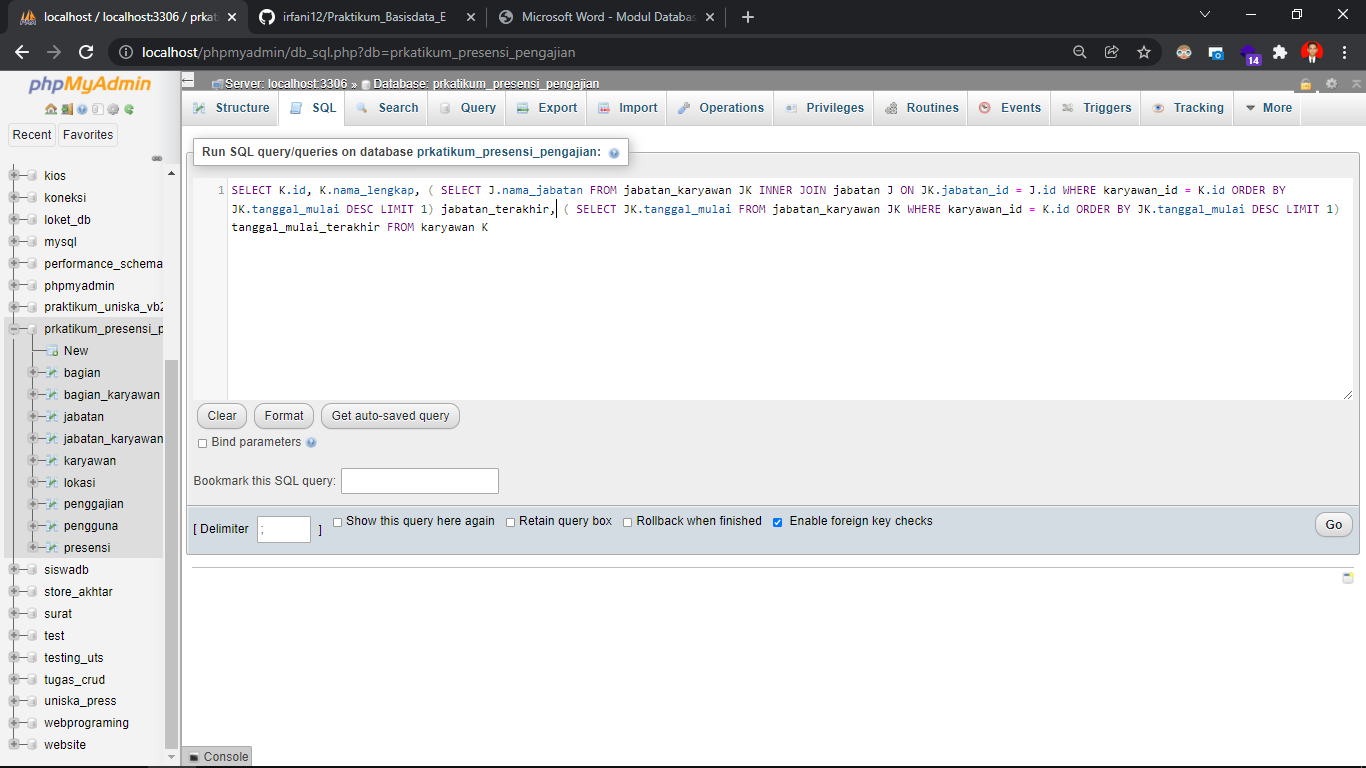 localhost / localhost:3306 / prkati
irfani12/Praktikum_Basisdata_E
Microsoft Word - Modul Databas
localhost/phpmyadmin/db_sql.php?db=prkatikum_presensi_pengajian
14
phpMyAdmin
Recent
Favorites
kios
koneksi
loket_db
mysql
performance_schema
phpmyadmin
praktikum_uniska_vb2
prkatikum_presensi_p
New
bagian
bagian_karyawan
jabatan
jabatan_karyawan
karyawan
lokasi
penggajian
pengguna
presensi
siswadb
store_akhtar
surat
test
testing_uts
tugas_crud
uniska_press
webprograming
website
Server: localhost:3306 » Database: prkatikum_presensi_pengajian
Structure
SQL
Search
Query
Export
Import
Operations
Privileges
Routines
Events
Triggers
Tracking
More
Run SQL query/queries on database prkatikum_presensi_pengajian:
1
SELECT K.id, K.nama_lengkap, ( SELECT J.nama_jabatan FROM jabatan_karyawan JK INNER JOIN jabatan J ON JK.jabatan_id = J.id WHERE karyawan_id = K.id ORDER BY
JK.tanggal_mulai DESC LIMIT 1) jabatan_terakhir, ( SELECT JK.tanggal_mulai FROM jabatan_karyawan JK WHERE karyawan_id = K.id ORDER BY JK.tanggal_mulai DESC LIMIT 1)
tanggal_mulai_terakhir FROM karyawan K
Clear
Format
Get auto-saved query
Bind parameters
Bookmark this SQL query:
[ Delimiter ; ]
Show this query here again
Retain query box
Rollback when finished
Enable foreign key checks
Go
Console